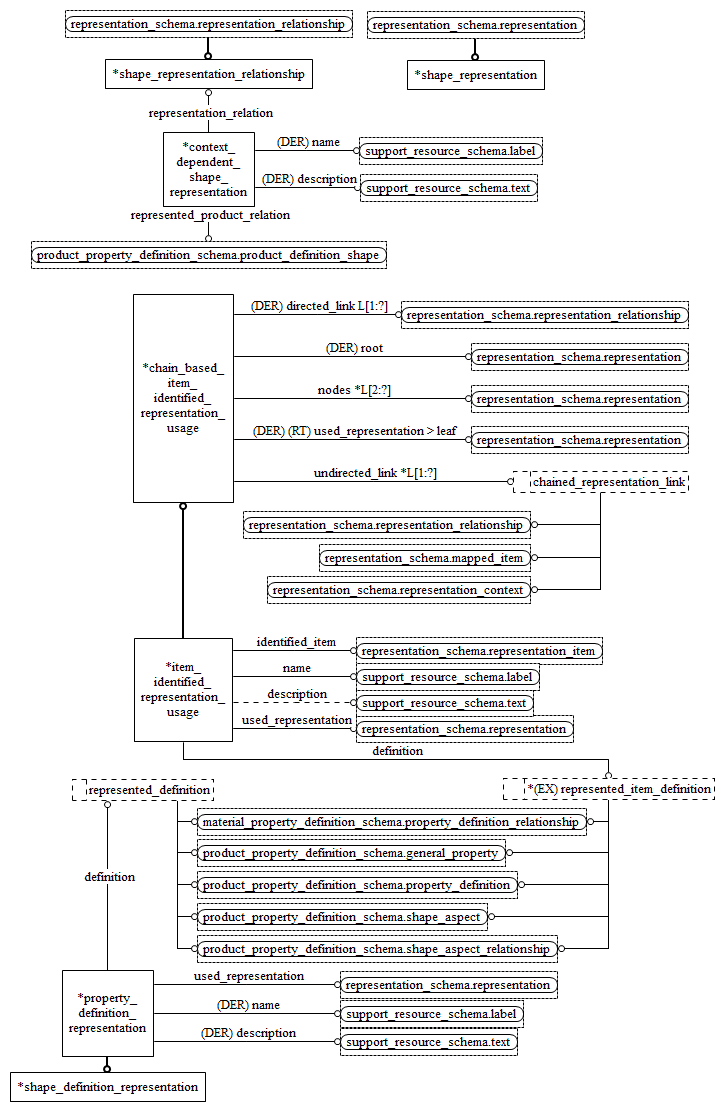 representation_schema.representation_relationship
representation_schema.representation
*shape_representation_relationship
*shape_representation
representation_relation
*context_
dependent_
shape_
representation
(DER) name
support_resource_schema.label
(DER) description
support_resource_schema.text
represented_product_relation
product_property_definition_schema.product_definition_shape
*chain_based_
item_
identified_
representation_
usage
(DER) directed_link L[1:?]
representation_schema.representation_relationship
(DER) root
representation_schema.representation
nodes *L[2:?]
representation_schema.representation
(DER) (RT) used_representation > leaf
representation_schema.representation
undirected_link *L[1:?]
chained_representation_link
representation_schema.representation_relationship
representation_schema.mapped_item
representation_schema.representation_context
*item_
identified_
representation_
usage
identified_item
representation_schema.representation_item
name
support_resource_schema.label
description
support_resource_schema.text
used_representation
representation_schema.representation
definition
represented_definition
*(EX) represented_item_definition
material_property_definition_schema.property_definition_relationship
product_property_definition_schema.general_property
product_property_definition_schema.property_definition
product_property_definition_schema.shape_aspect
product_property_definition_schema.shape_aspect_relationship
definition
*property_
definition_
representation
used_representation
representation_schema.representation
(DER) name
support_resource_schema.label
(DER) description
support_resource_schema.text
*shape_definition_representation